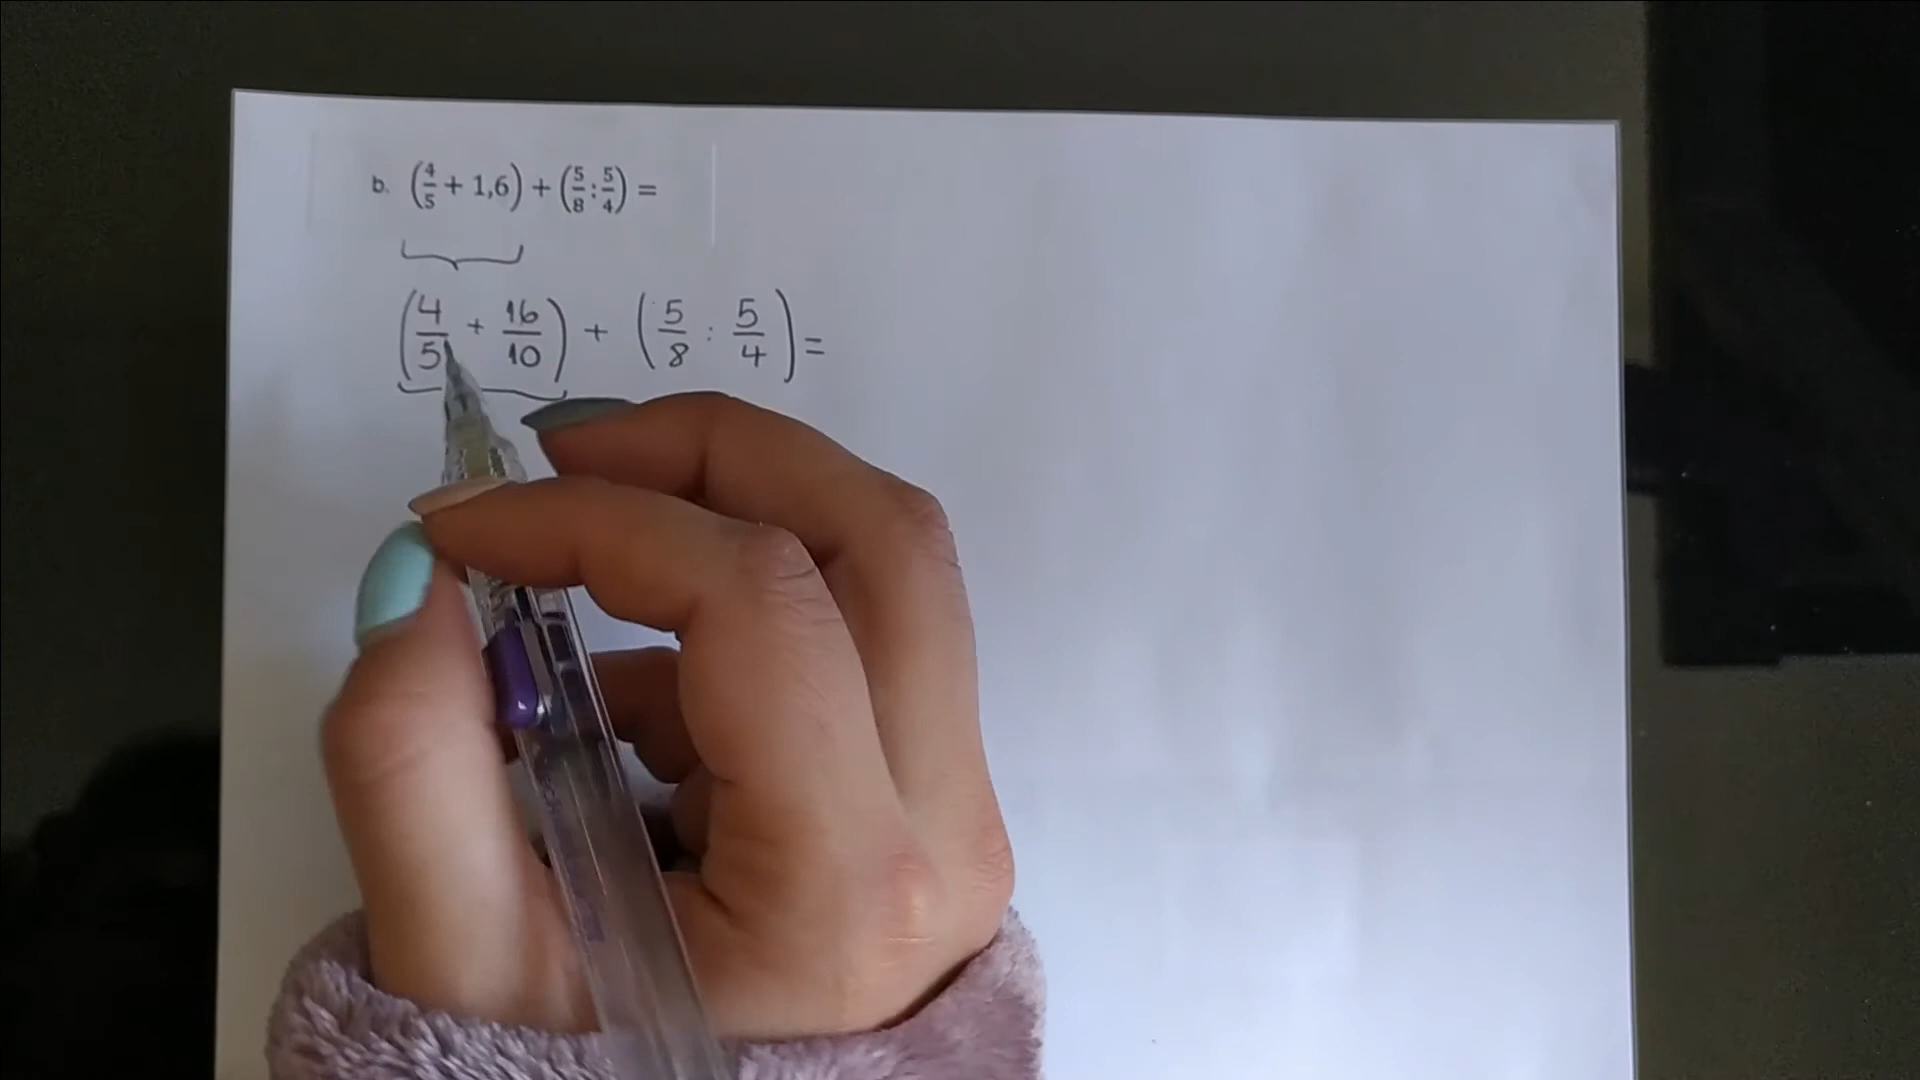 b. (4/5 + 1,6) + (5/8 : 5/4) =
(4/5 + 16/10) + (5/8 : 5/4) =